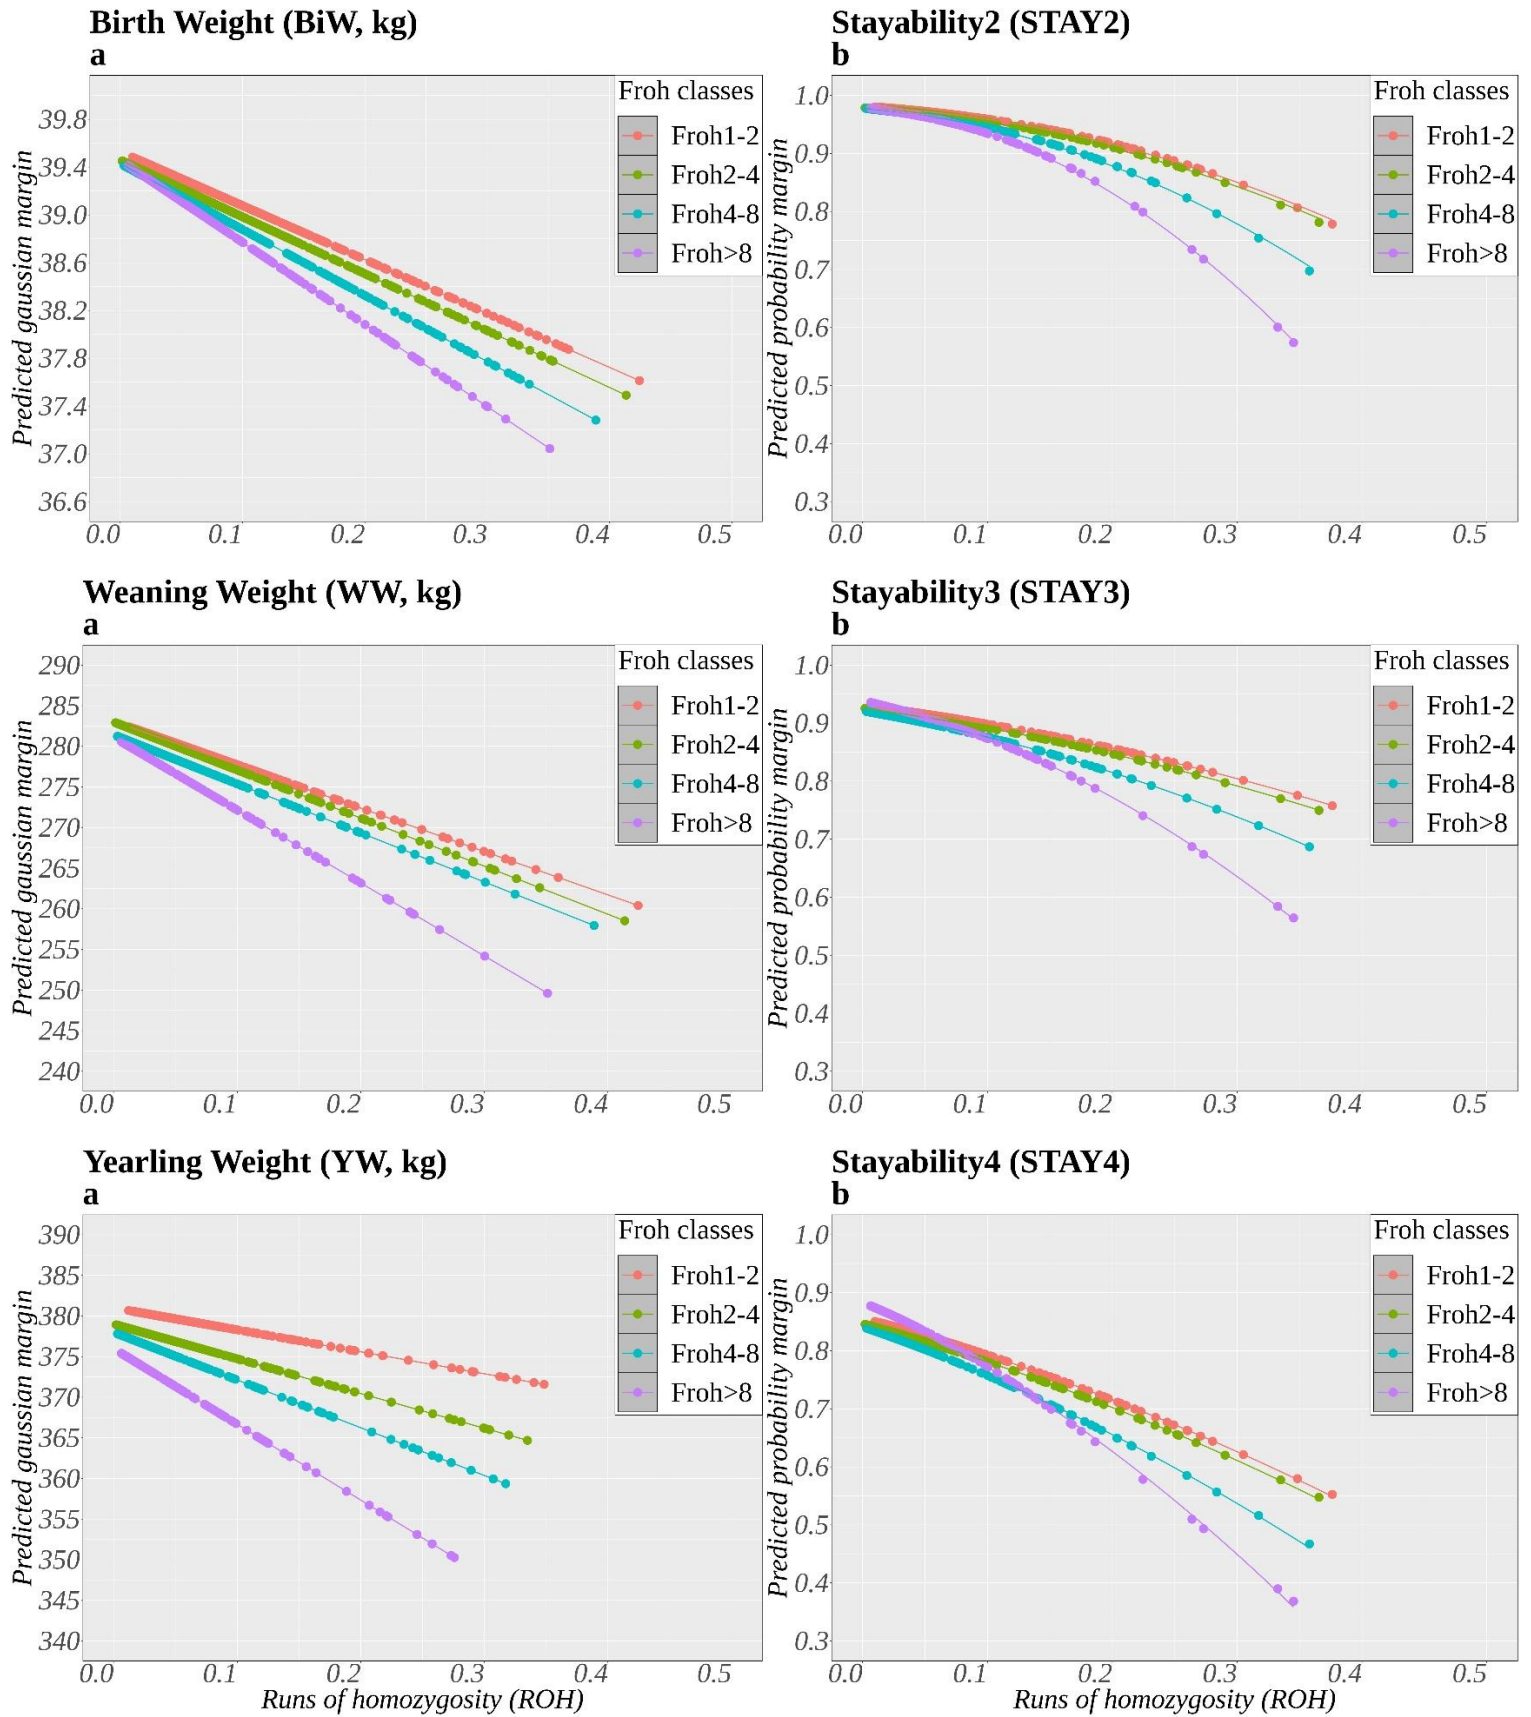 Birth Weight (BiW, kg)
a
Predicted gaussian margin
39.8
39.4
39.0
38.6
38.2
37.8
37.4
37.0
36.6
0.0 0.1 0.2 0.3 0.4 0.5
Froh classes
Froh1-2
Froh2-4
Froh4-8
Froh>8
Stayability2 (STAY2)
b
Predicted probability margin
1.0
0.9
0.8
0.7
0.6
0.5
0.4
0.3
0.0 0.1 0.2 0.3 0.4 0.5
Froh classes
Froh1-2
Froh2-4
Froh4-8
Froh>8
Weaning Weight (WW, kg)
a
Predicted gaussian margin
290
285
280
275
270
265
260
255
250
245
240
0.0 0.1 0.2 0.3 0.4 0.5
Froh classes
Froh1-2
Froh2-4
Froh4-8
Froh>8
Stayability3 (STAY3)
b
Predicted probability margin
1.0
0.9
0.8
0.7
0.6
0.5
0.4
0.3
0.0 0.1 0.2 0.3 0.4 0.5
Froh classes
Froh1-2
Froh2-4
Froh4-8
Froh>8
Yearling Weight (YW, kg)
a
Predicted gaussian margin
390
385
380
375
370
365
360
355
350
345
340
0.0 0.1 0.2 0.3 0.4 0.5
Runs of homozygosity (ROH)
Froh classes
Froh1-2
Froh2-4
Froh4-8
Froh>8
Stayability4 (STAY4)
b
Predicted probability margin
1.0
0.9
0.8
0.7
0.6
0.5
0.4
0.3
0.0 0.1 0.2 0.3 0.4 0.5
Runs of homozygosity (ROH)
Froh classes
Froh1-2
Froh2-4
Froh4-8
Froh>8